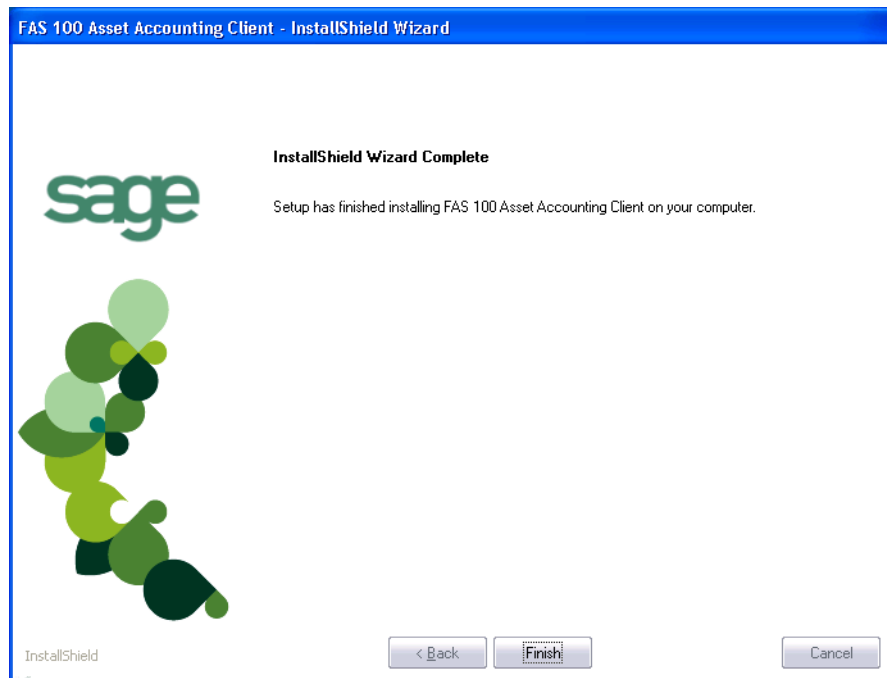 FAS 100 Asset Accounting Client - InstallShield Wizard
InstallShield Wizard Complete
sage
Setup has finished installing FAS 100 Asset Accounting Client on your computer.
InstallShield
< Back
Finish
Cancel